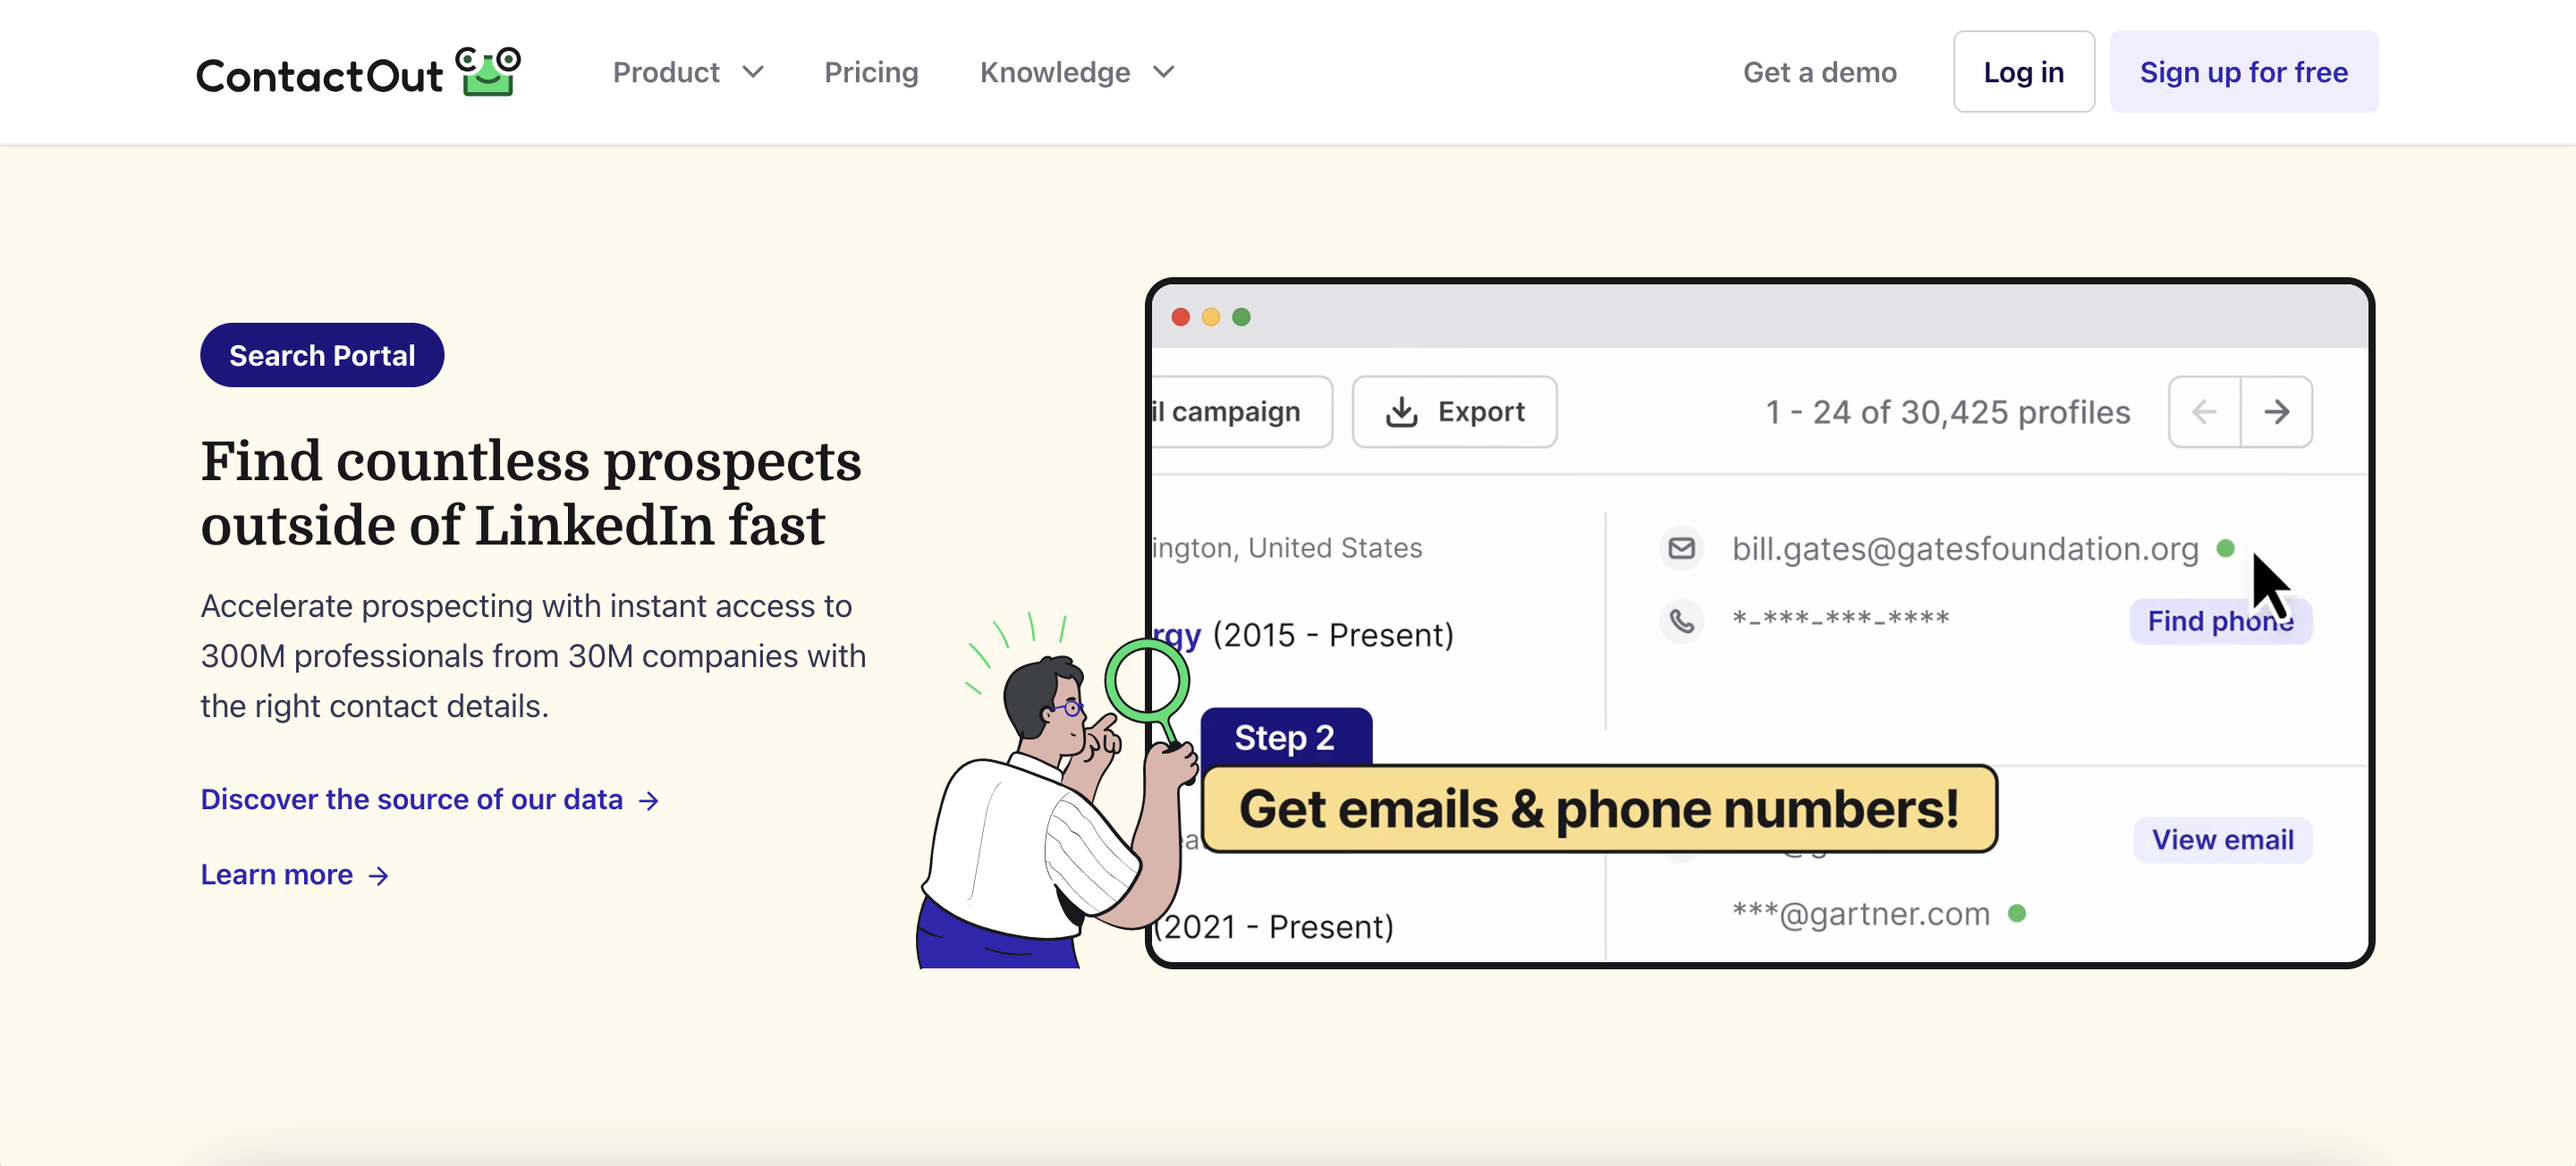 ContactOut
Product
Pricing
Knowledge
Get a demo
Log in
Sign up for free
Search Portal
Find countless prospects
outside of LinkedIn fast
Accelerate prospecting with instant access to
300M professionals from 30M companies with
the right contact details.
Discover the source of our data →
Learn more →
il campaign
Export
1 - 24 of 30,425 profiles
ington, United States
bill.gates@gatesfoundation.org
*-***-***-****
Find phone
rgy (2015 - Present)
Step 2
Get emails & phone numbers!
View email
***@gartner.com
(2021 - Present)